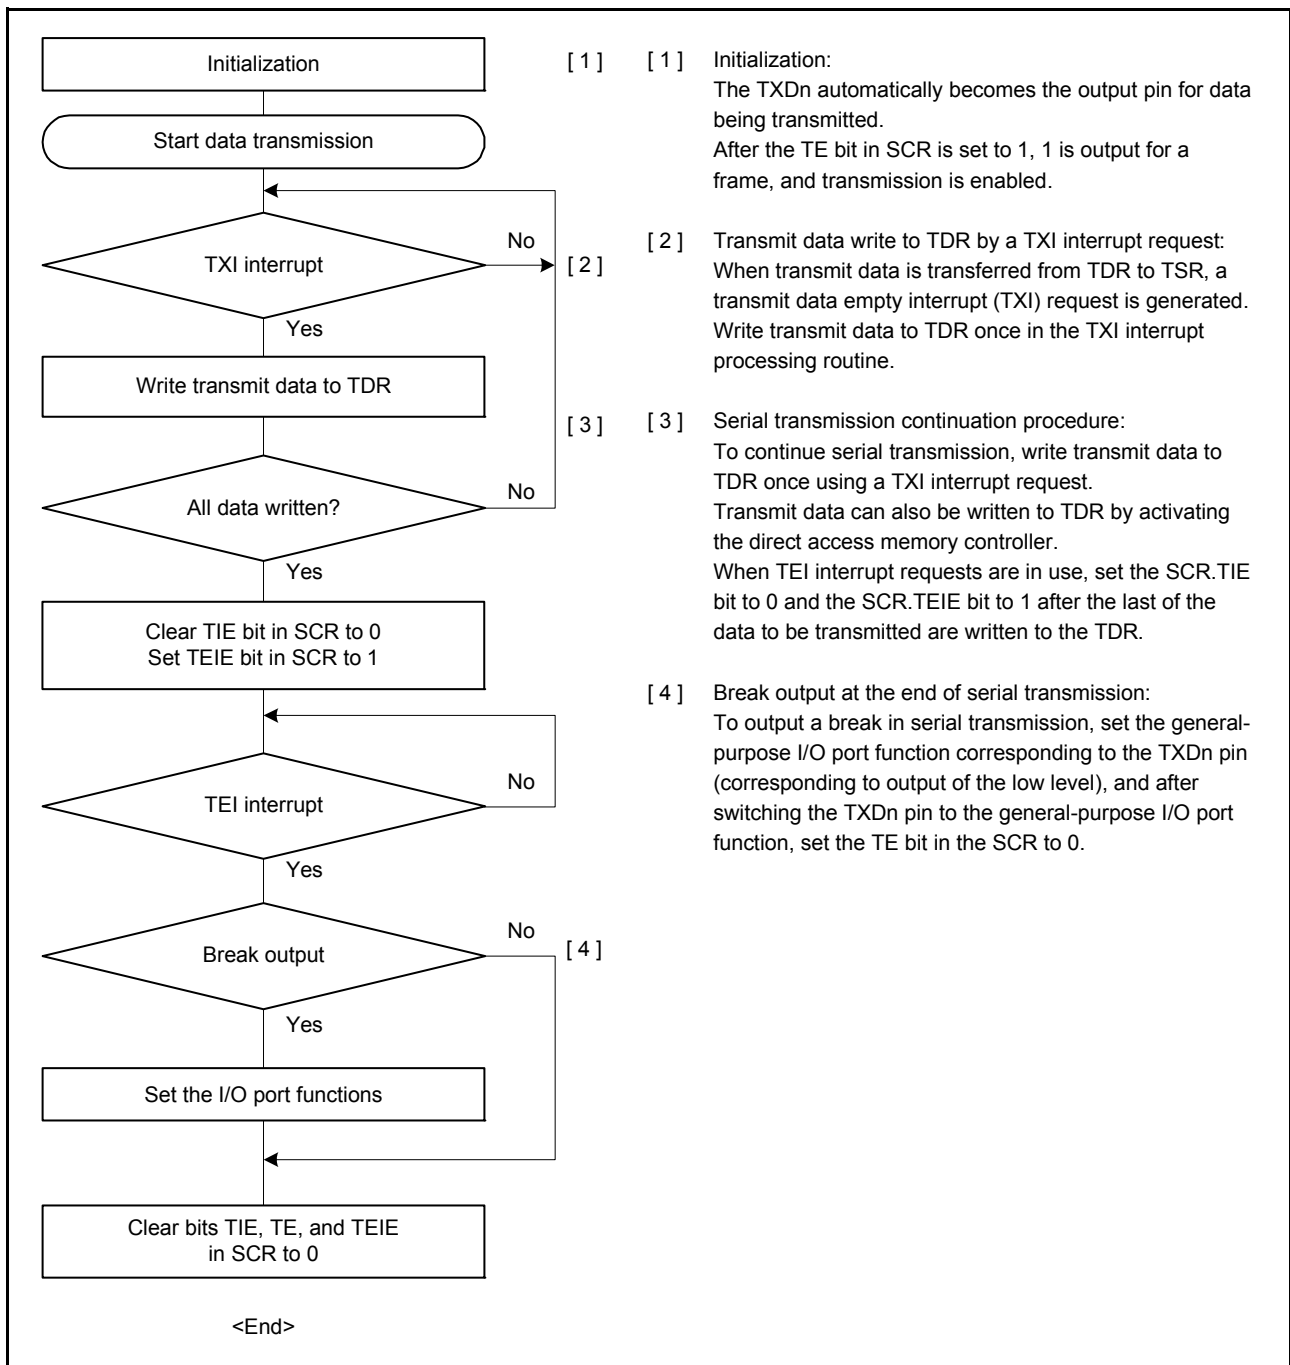 Initialization
[ 1 ]
Start data transmission
TXI interrupt
No
[ 2 ]
Yes
Write transmit data to TDR
[ 3 ]
All data written?
No
Yes
Clear TIE bit in SCR to 0
Set TEIE bit in SCR to 1
TEI interrupt
No
Yes
Break output
No
[ 4 ]
Yes
Set the I/O port functions
Clear bits TIE, TE, and TEIE
in SCR to 0
<End>
[ 1 ] Initialization:
The TXDn automatically becomes the output pin for data
being transmitted.
After the TE bit in SCR is set to 1, 1 is output for a
frame, and transmission is enabled.
[ 2 ] Transmit data write to TDR by a TXI interrupt request:
When transmit data is transferred from TDR to TSR, a
transmit data empty interrupt (TXI) request is generated.
Write transmit data to TDR once in the TXI interrupt
processing routine.
[ 3 ] Serial transmission continuation procedure:
To continue serial transmission, write transmit data to
TDR once using a TXI interrupt request.
Transmit data can also be written to TDR by activating
the direct access memory controller.
When TEI interrupt requests are in use, set the SCR.TIE
bit to 0 and the SCR.TEIE bit to 1 after the last of the
data to be transmitted are written to the TDR.
[ 4 ] Break output at the end of serial transmission:
To output a break in serial transmission, set the general-
purpose I/O port function corresponding to the TXDn pin
(corresponding to output of the low level), and after
switching the TXDn pin to the general-purpose I/O port
function, set the TE bit in the SCR to 0.